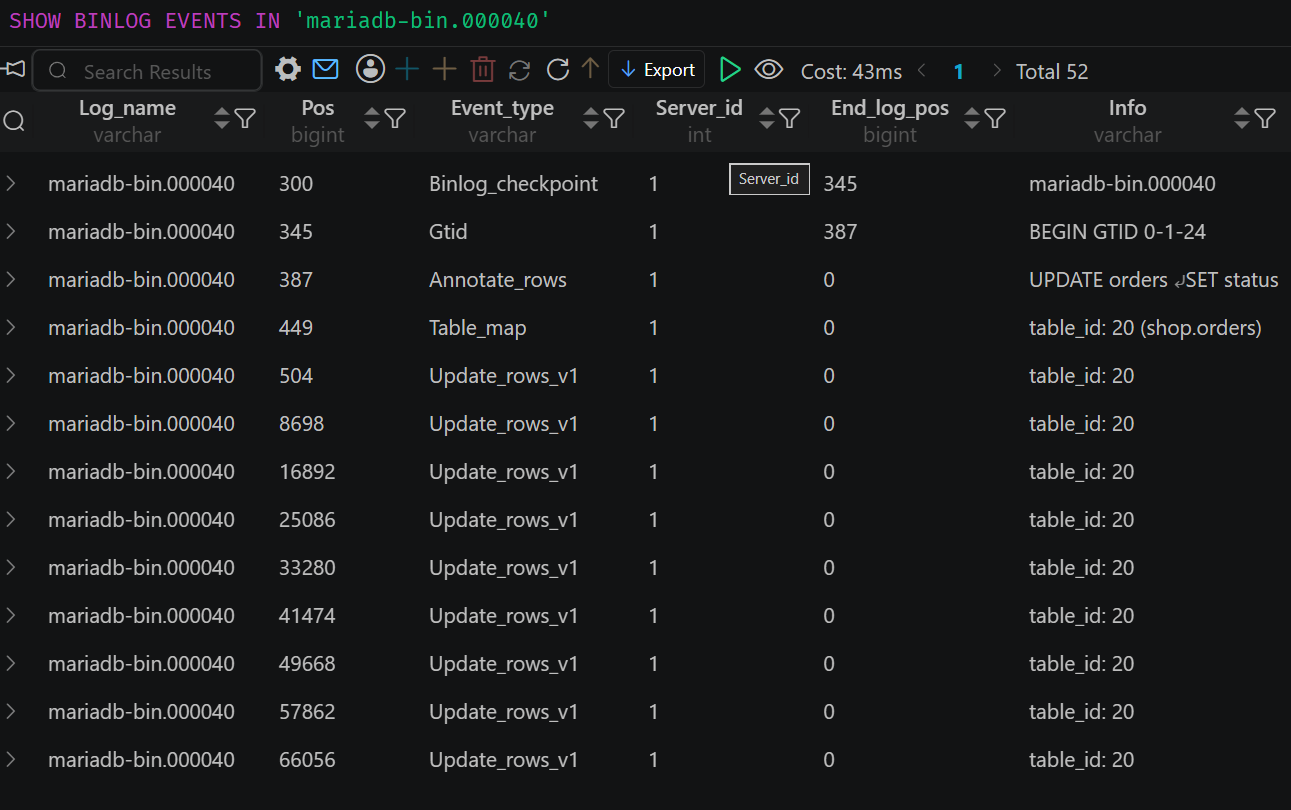 SHOW BINLOG EVENTS IN 'mariadb-bin.000040'
Search Results Export Cost: 43ms 1 Total 52
Log_name Pos Event_type Server_id End_log_pos Info
varchar bigint varchar int bigint varchar
Server_id
mariadb-bin.000040 300 Binlog_checkpoint 1 345 mariadb-bin.000040
mariadb-bin.000040 345 Gtid 1 387 BEGIN GTID 0-1-24
mariadb-bin.000040 387 Annotate_rows 1 0 UPDATE orders ↵SET status
mariadb-bin.000040 449 Table_map 1 0 table_id: 20 (shop.orders)
mariadb-bin.000040 504 Update_rows_v1 1 0 table_id: 20
mariadb-bin.000040 8698 Update_rows_v1 1 0 table_id: 20
mariadb-bin.000040 16892 Update_rows_v1 1 0 table_id: 20
mariadb-bin.000040 25086 Update_rows_v1 1 0 table_id: 20
mariadb-bin.000040 33280 Update_rows_v1 1 0 table_id: 20
mariadb-bin.000040 41474 Update_rows_v1 1 0 table_id: 20
mariadb-bin.000040 49668 Update_rows_v1 1 0 table_id: 20
mariadb-bin.000040 57862 Update_rows_v1 1 0 table_id: 20
mariadb-bin.000040 66056 Update_rows_v1 1 0 table_id: 20